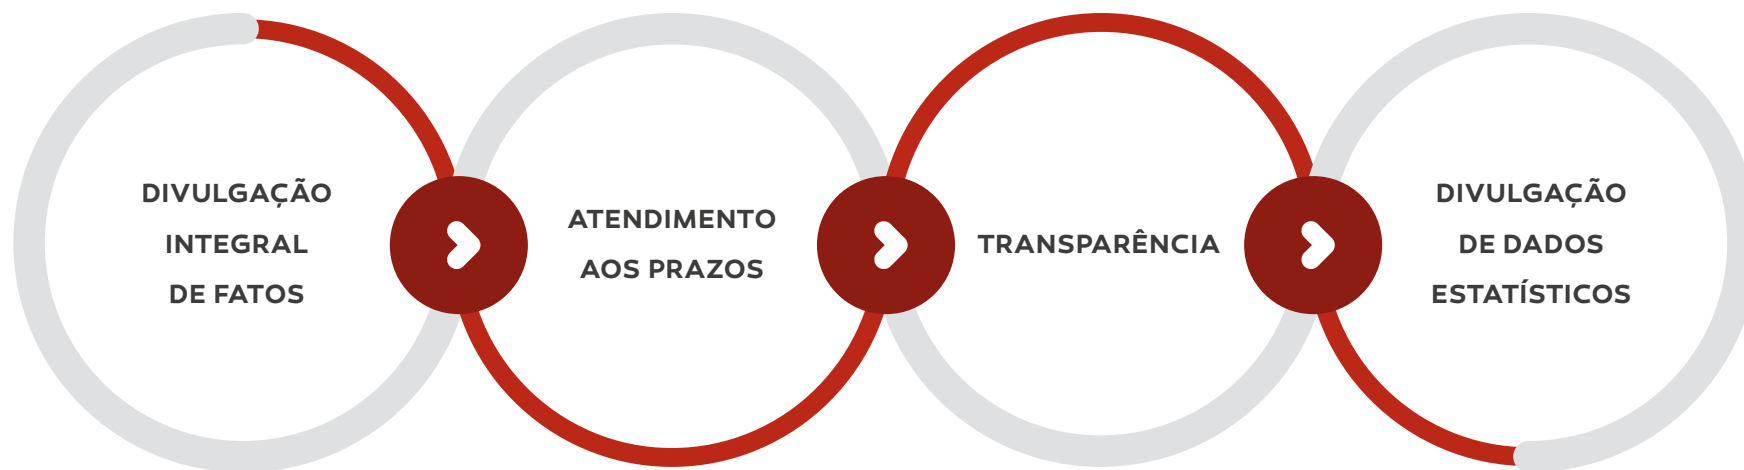 DIVULGAÇÃO
INTEGRAL
DE FATOS
ATENDIMENTO
AOS PRAZOS
TRANSPARÊNCIA
DIVULGAÇÃO
DE DADOS
ESTATÍSTICOS